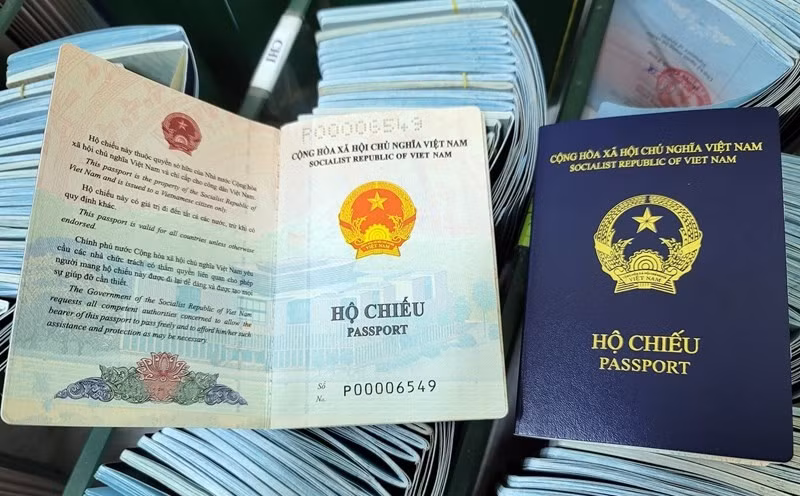 Hộ chiếu này thuộc quyền sở hữu của Nhà nước Cộng hòa
xã hội chủ nghĩa Việt Nam và chỉ cấp cho công dân Việt Nam.
This passport is the property of the Socialist Republic of
Viet Nam and is issued to a Vietnamese citizen only.
Hộ chiếu này có giá trị đi đến tất cả các nước, trừ khi có
quy định khác.
This passport is valid for all countries unless otherwise
endorsed.
Chính phủ nước Cộng hòa xã hội chủ nghĩa Việt Nam yêu
cầu các nhà chức trách có thẩm quyền liên quan cho phép
người mang hộ chiếu này được đi lại dễ dàng và được tạo mọi
sự giúp đỡ cần thiết.
The Government of the Socialist Republic of Viet Nam
requests all competent authorities concerned to allow the
bearer of this passport to pass freely and to afford him/her such
assistance and protection as may be necessary.
P00006549
CỘNG HÒA XÃ HỘI CHỦ NGHĨA VIỆT NAM
SOCIALIST REPUBLIC OF VIET NAM
VIỆT NAM
HỘ CHIẾU
PASSPORT
Số
No.
P00006549
CỘNG HÒA XÃ HỘI CHỦ NGHĨA VIỆT NAM
SOCIALIST REPUBLIC OF VIET NAM
VIỆT NAM
HỘ CHIẾU
PASSPORT
CHI